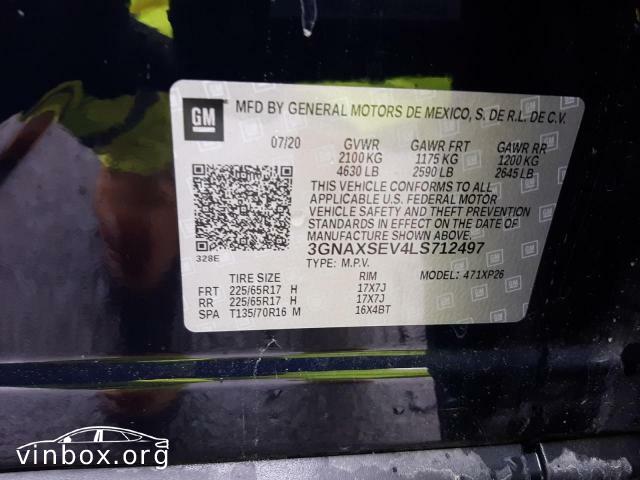 GM
MFD BY GENERAL MOTORS DE MEXICO, S. DE R.L. DE C.V.
07/20 GVWR GAWR FRT GAWR RR
2100 KG 1175 KG 1200 KG
4630 LB 2590 LB 2645 LB
THIS VEHICLE CONFORMS TO ALL
APPLICABLE U.S. FEDERAL MOTOR
VEHICLE SAFETY AND THEFT PREVENTION
STANDARDS IN EFFECT ON THE DATE OF
MANUFACTURE SHOWN ABOVE.
328E 3GNAXSEV4LS712497
TYPE: M.P.V. MODEL: 471XP26
TIRE SIZE RIM
FRT 225/65R17 H 17X7J
RR 225/65R17 H 17X7J
SPA T135/70R16 M 16X4BT
vinbox.org